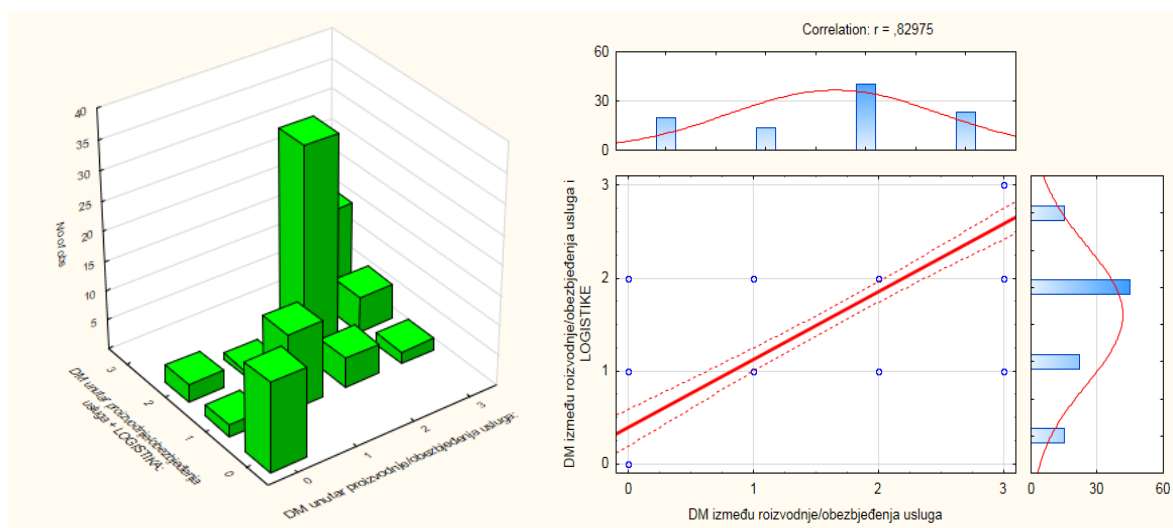 40
35
30
25
20
15
10
5
No of obs
3
2
1
0
DM unutar proizvodnje/obezbjeđenja
usluga + LOGISTIKA:
0
1
2
3
DM unutar proizvodnje/obezbjeđenja usluga:
Correlation: r = ,82975
60
30
0
3
2
1
0
DM između roizvodnje/obezbjeđenja usluga i
LOGISTIKE
0 1 2 3
DM između roizvodnje/obezbjeđenja usluga
0 30 60